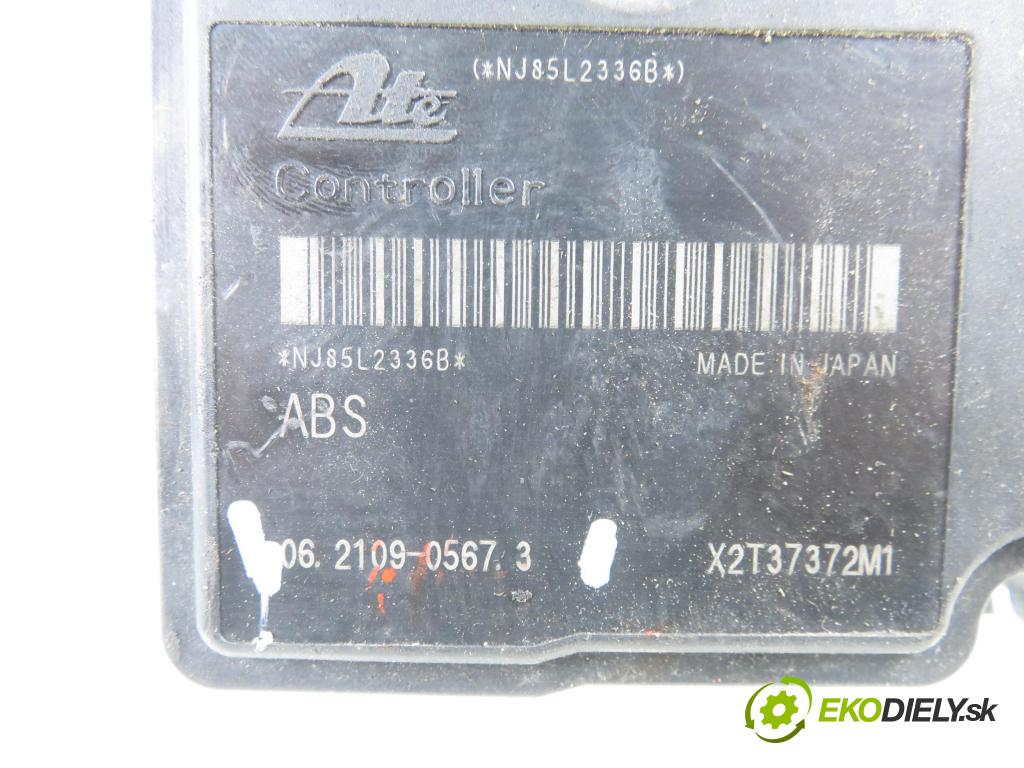 (*NJ85L2336B*)
Ate
Controller
*NJ85L2336B*
MADE IN JAPAN
ABS
06.2109-0567.3
X2T37372M1
EKODIELY.sk